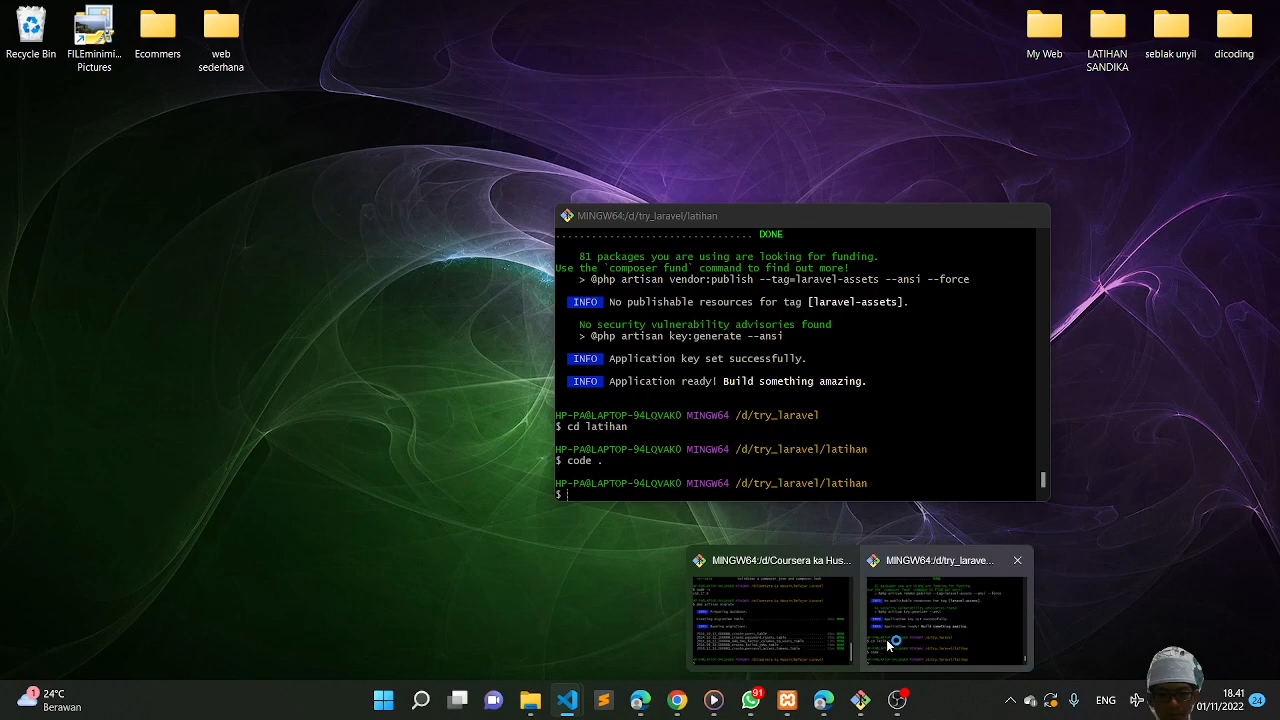 Recycle Bin
FILEminimi...
Pictures
Ecommers
web
sederhana
My Web
LATIHAN
SANDIKA
seblak unyil
dicoding
MINGW64:/d/try_laravel/latihan
................................ DONE
81 packages you are using are looking for funding.
Use the `composer fund` command to find out more!
> @php artisan vendor:publish --tag=laravel-assets --ansi --force
INFO No publishable resources for tag [laravel-assets].
No security vulnerability advisories found
> @php artisan key:generate --ansi
INFO Application key set successfully.
INFO Application ready! Build something amazing.
HP-PA@LAPTOP-94LQVAKO MINGW64 /d/try_laravel
$ cd latihan
HP-PA@LAPTOP-94LQVAKO MINGW64 /d/try_laravel/latihan
$ code .
HP-PA@LAPTOP-94LQVAKO MINGW64 /d/try_laravel/latihan
$
MINGW64:/d/Coursera ka Hus...
MINGW64:/d/try_larave...
1
Berawan
91
ENG
18.41
01/11/2022
24